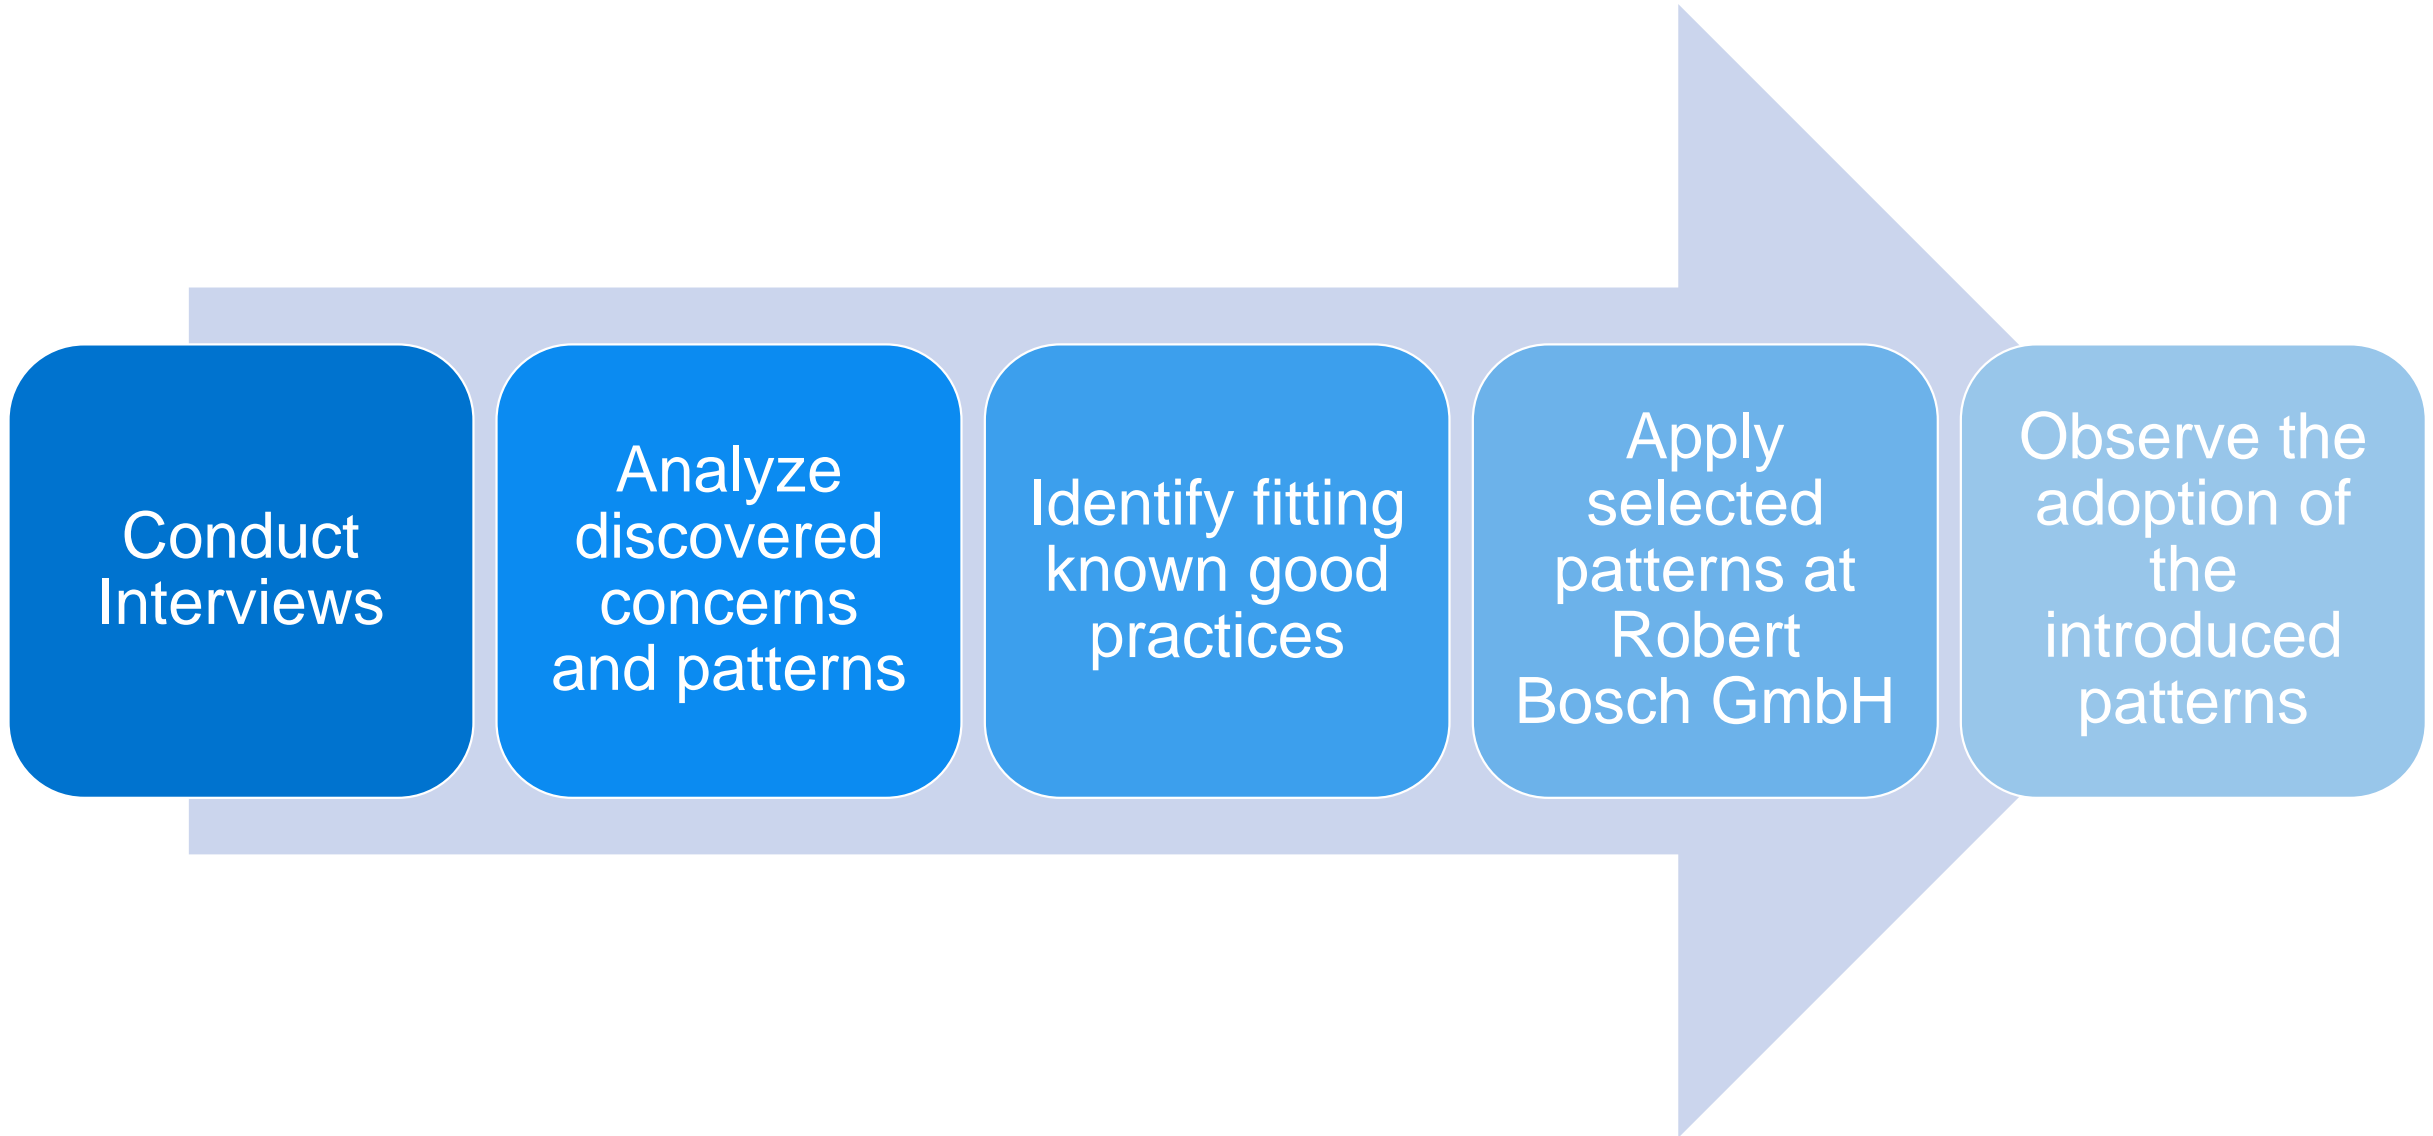 Conduct
Interviews
Analyze
discovered
concerns
and patterns
Identify fitting
known good
practices
Apply
selected
patterns at
Robert
Bosch GmbH
Observe the
adoption of
the
introduced
patterns